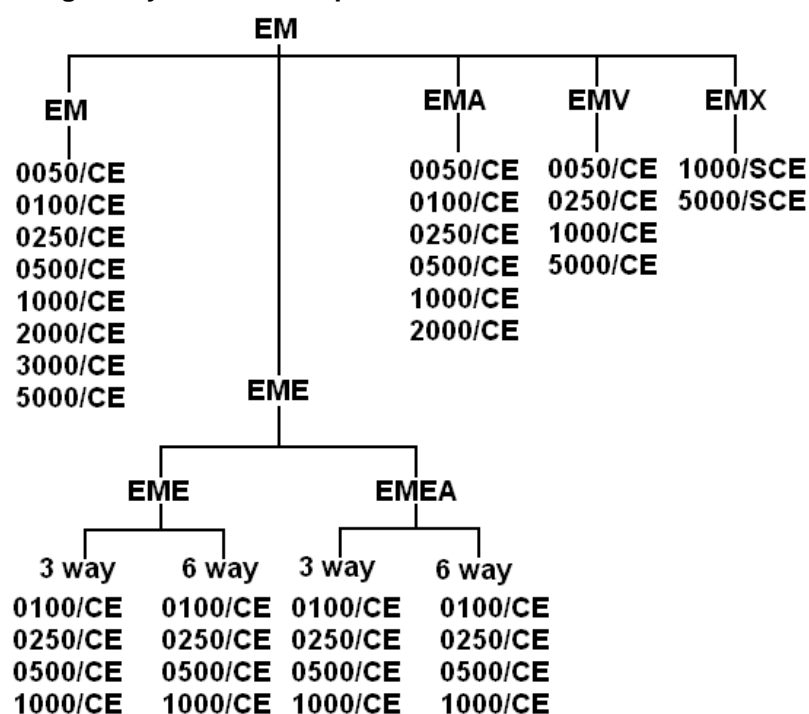 EM
EM
0050/CE
0100/CE
0250/CE
0500/CE
1000/CE
2000/CE
3000/CE
5000/CE
EMA
0050/CE
0100/CE
0250/CE
0500/CE
1000/CE
2000/CE
EMV
0050/CE
0250/CE
1000/CE
5000/CE
EMX
1000/SCE
5000/SCE
EME
EME
3 way
0100/CE
0250/CE
0500/CE
1000/CE
6 way
0100/CE
0250/CE
0500/CE
1000/CE
EMEA
3 way
0100/CE
0250/CE
0500/CE
1000/CE
6 way
0100/CE
0250/CE
0500/CE
1000/CE